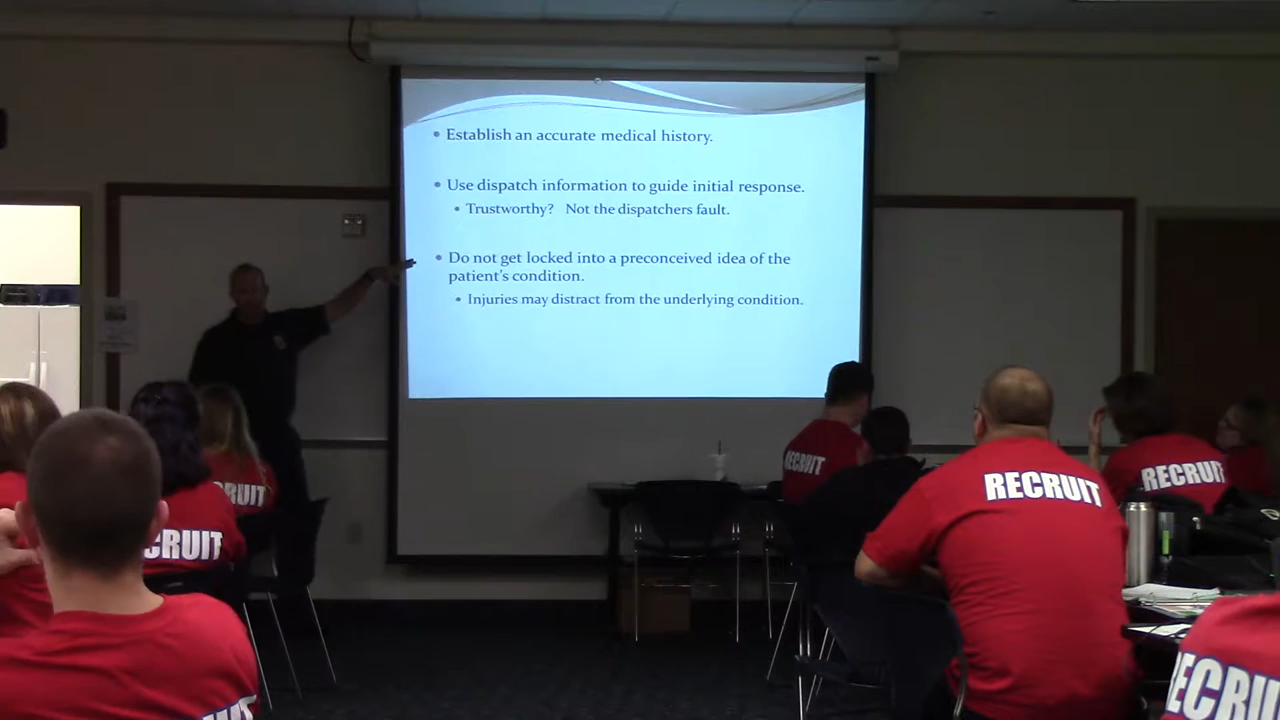 • Establish an accurate medical history.
• Use dispatch information to guide initial response.
• Trustworthy? Not the dispatchers fault.
• Do not get locked into a preconceived idea of the
patient's condition.
• Injuries may distract from the underlying condition.
RECRUIT
RECRUIT
RECRUIT
RUIT
CRUIT
ECRU